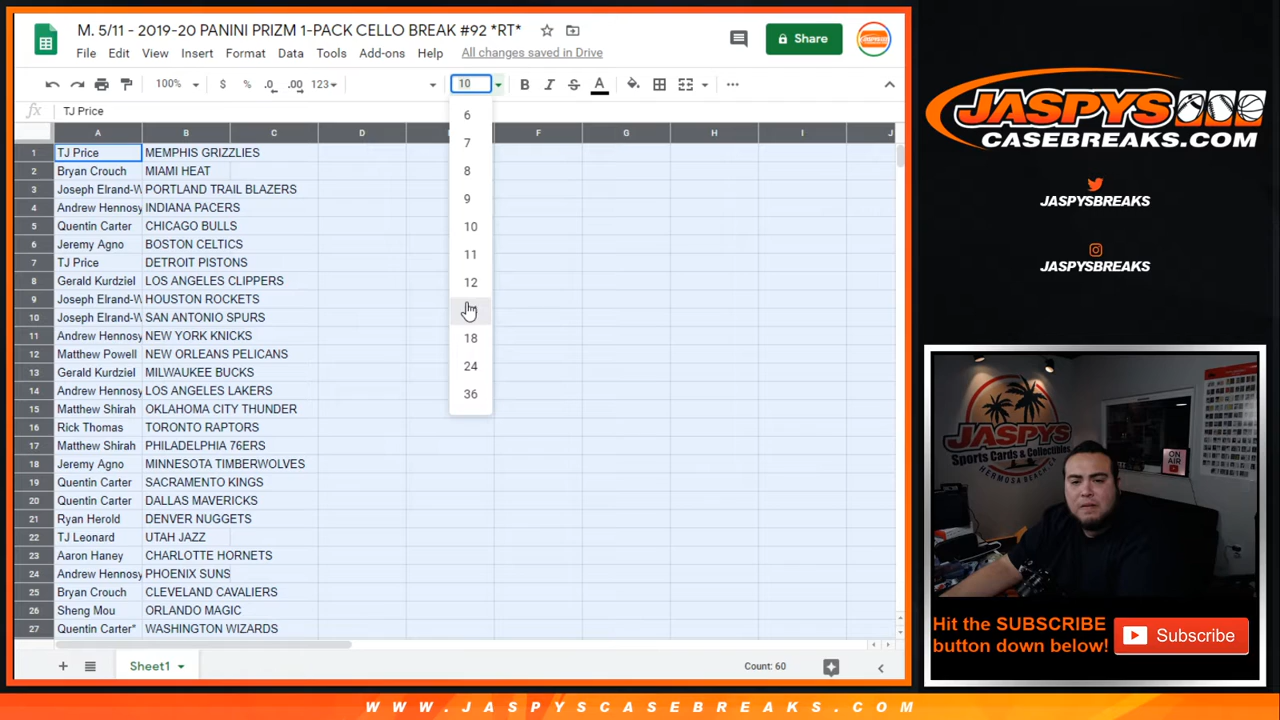 M. 5/11 - 2019-20 PANINI PRIZM 1-PACK CELLO BREAK #92 *RT*
File Edit View Insert Format Data Tools Add-ons Help All changes saved in Drive
Share
100% $ % .0 .00 123 10 B I S A
fx TJ Price
A B C D F G H I J
1 TJ Price MEMPHIS GRIZZLIES
2 Bryan Crouch MIAMI HEAT
3 Joseph Elrand-W PORTLAND TRAIL BLAZERS
4 Andrew Hennosy INDIANA PACERS
5 Quentin Carter CHICAGO BULLS
6 Jeremy Agno BOSTON CELTICS
7 TJ Price DETROIT PISTONS
8 Gerald Kurdziel LOS ANGELES CLIPPERS
9 Joseph Elrand-W HOUSTON ROCKETS
10 Joseph Elrand-W SAN ANTONIO SPURS
11 Andrew Hennosy NEW YORK KNICKS
12 Matthew Powell NEW ORLEANS PELICANS
13 Gerald Kurdziel MILWAUKEE BUCKS
14 Andrew Hennosy LOS ANGELES LAKERS
15 Matthew Shirah OKLAHOMA CITY THUNDER
16 Rick Thomas TORONTO RAPTORS
17 Matthew Shirah PHILADELPHIA 76ERS
18 Jeremy Agno MINNESOTA TIMBERWOLVES
19 Quentin Carter SACRAMENTO KINGS
20 Quentin Carter DALLAS MAVERICKS
21 Ryan Herold DENVER NUGGETS
22 TJ Leonard UTAH JAZZ
23 Aaron Haney CHARLOTTE HORNETS
24 Andrew Hennosy PHOENIX SUNS
25 Bryan Crouch CLEVELAND CAVALIERS
26 Sheng Mou ORLANDO MAGIC
27 Quentin Carter" WASHINGTON WIZARDS
6
7
8
9
10
11
12
18
24
36
Sheet1
Count: 60
JASPYS
CASEBREAKS.COM
JASPYSBREAKS
JASPYSBREAKS
JASPYS
Sports Cards & Collectibles
HERMOSA BEACH, CA
ON AIR
Hit the SUBSCRIBE
button down below!
Subscribe
WWW.JASPYSCASEBREAKS.COM